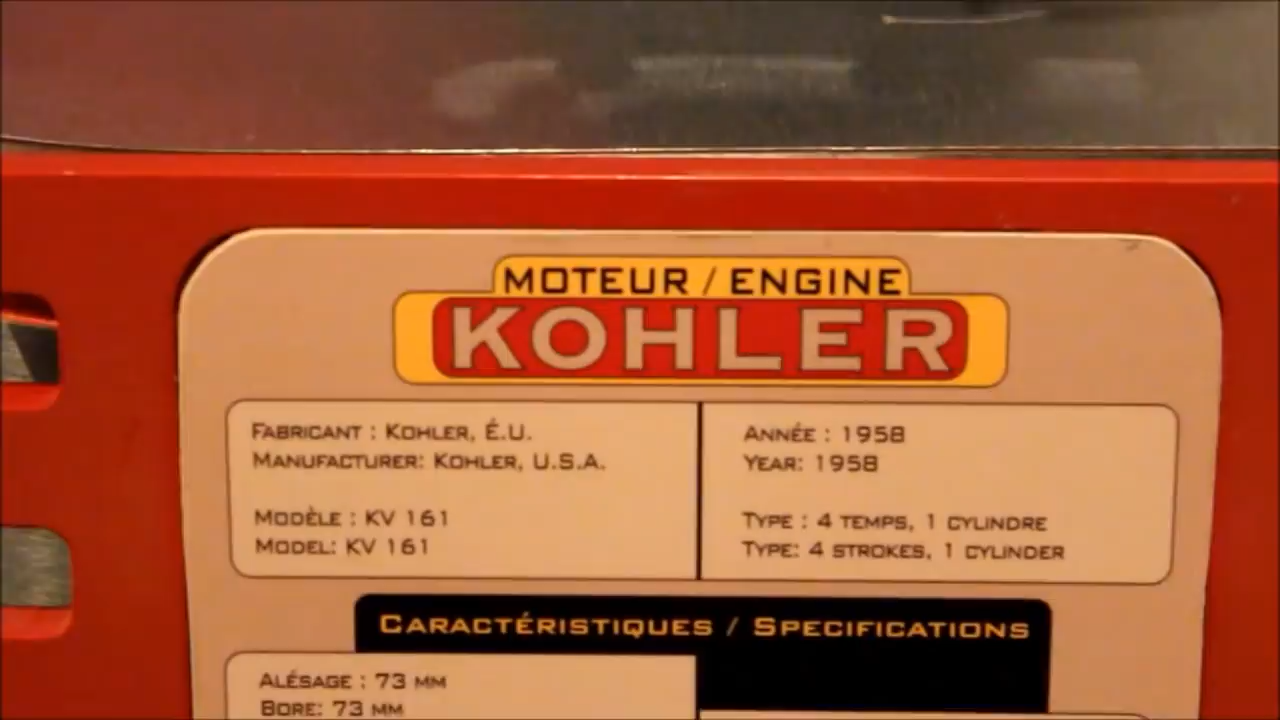 MOTEUR / ENGINE
KOHLER
FABRICANT : KOHLER, É.U.
MANUFACTURER: KOHLER, U.S.A.
MODÈLE : KV 161
MODEL: KV 161
ANNÉE : 1958
YEAR: 1958
TYPE : 4 TEMPS, 1 CYLINDRE
TYPE: 4 STROKES, 1 CYLINDER
CARACTÉRISTIQUES / SPECIFICATIONS
ALÉSAGE : 73 MM
BORE: 73 MM